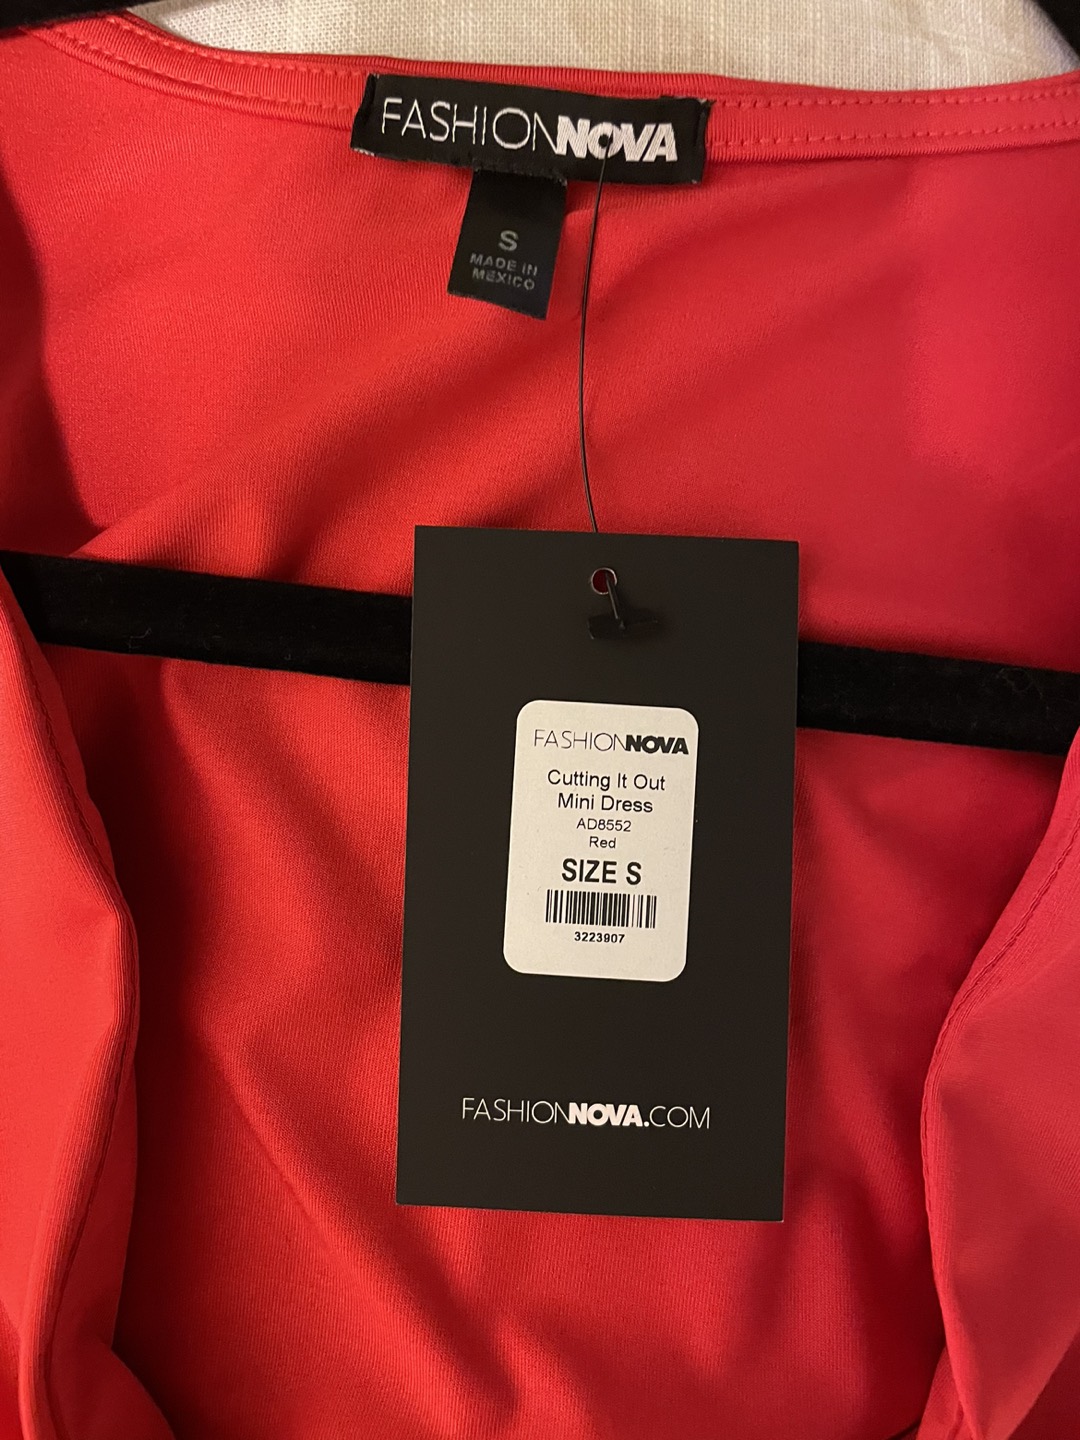 FASHIONNOVA
S
MADE IN
MEXICO
FASHIONNOVA
Cutting It Out
Mini Dress
AD8552
Red
SIZE S
3223907
FASHIONNOVA.COM